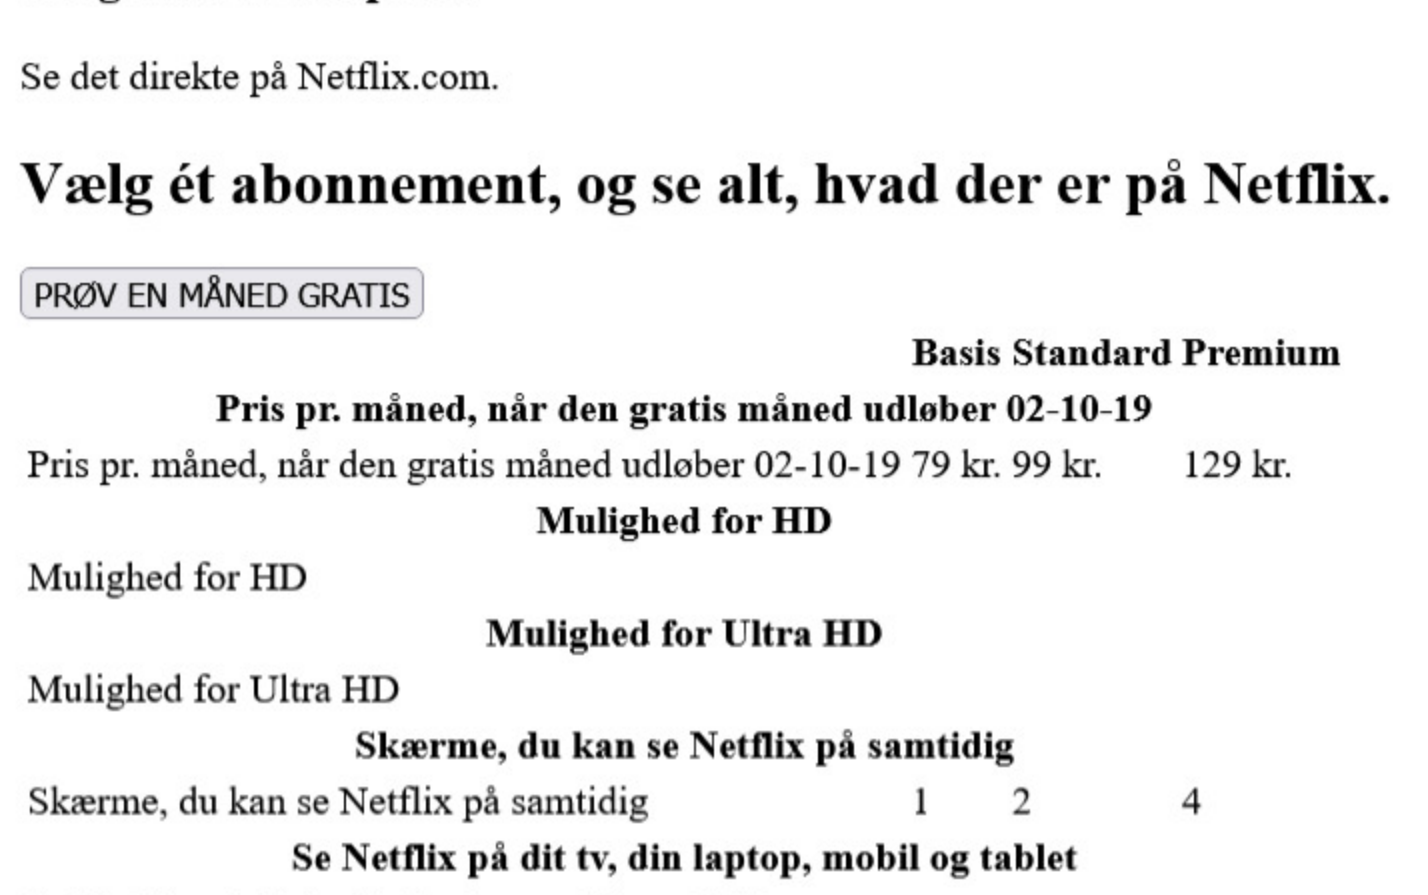 Se det direkte på Netflix.com.
Vælg ét abonnement, og se alt, hvad der er på Netflix.
PRØV EN MÅNED GRATIS
Basis Standard Premium
Pris pr. måned, når den gratis måned udløber 02-10-19
Pris pr. måned, når den gratis måned udløber 02-10-19 79 kr. 99 kr. 129 kr.
Mulighed for HD
Mulighed for HD
Mulighed for Ultra HD
Mulighed for Ultra HD
Skærme, du kan se Netflix på samtidig
Skærme, du kan se Netflix på samtidig 1 2 4
Se Netflix på dit tv, din laptop, mobil og tablet